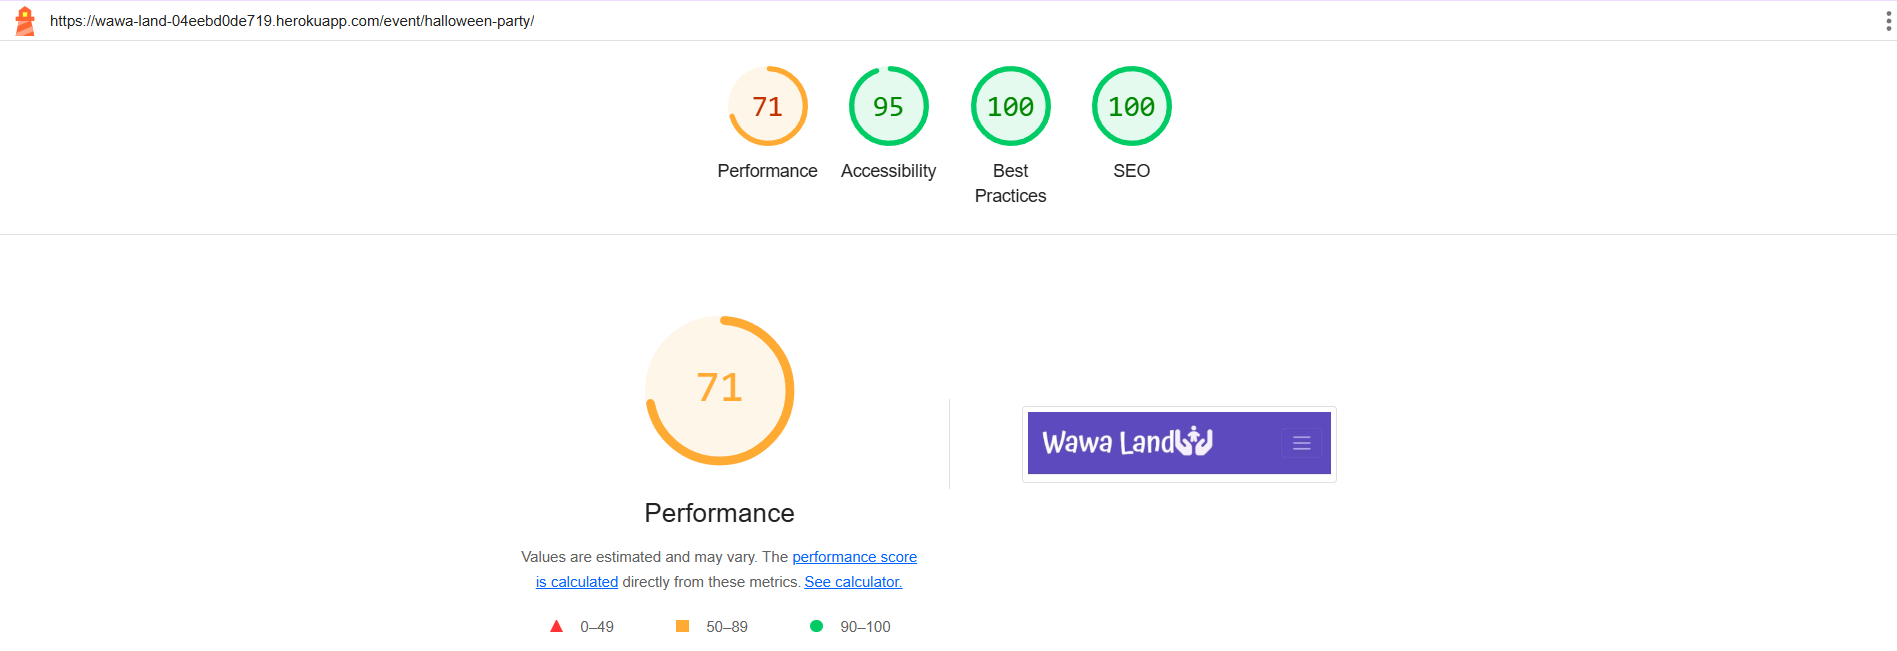 https://wawa-land-04eebd0de719.herokuapp.com/event/halloween-party/
71
95
100
100
Performance
Accessibility
Best
Practices
SEO
71
Wawa Land
Performance
Values are estimated and may vary. The performance score
is calculated directly from these metrics. See calculator.
0–49
50–89
90–100